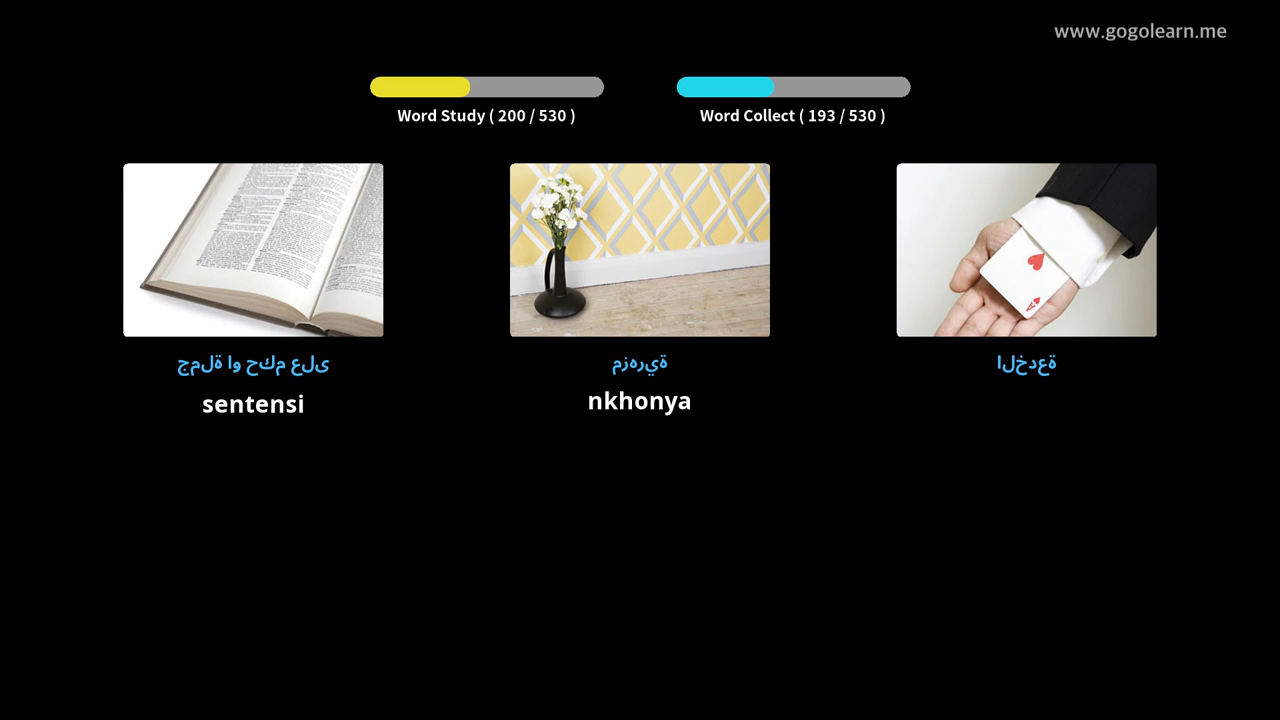 www.gogolearn.me
Word Study ( 200 / 530 )
Word Collect ( 193 / 530 )
جملة او حكم على
مزهرية
الخدعة
sentensi
nkhonya
A